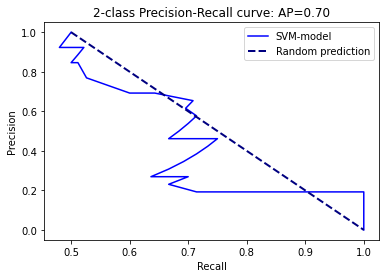 2-class Precision-Recall curve: AP=0.70
SVM-model
Random prediction
Precision
1.0
0.8
0.6
0.4
0.2
0.0
0.5 0.6 0.7 0.8 0.9 1.0
Recall